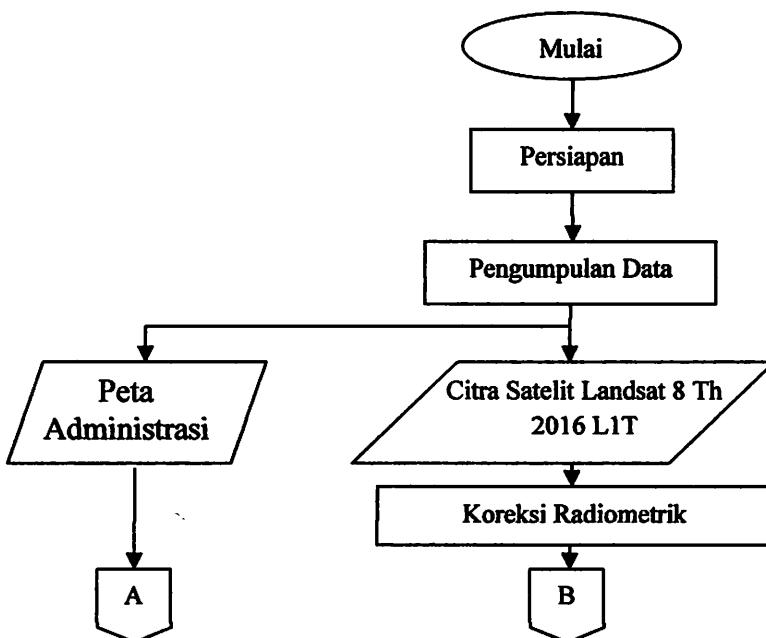 Mulai
Persiapan
Pengumpulan Data
Peta
Administrasi
Citra Satelit Landsat 8 Th
2016 L1T
Koreksi Radiometrik
A
B